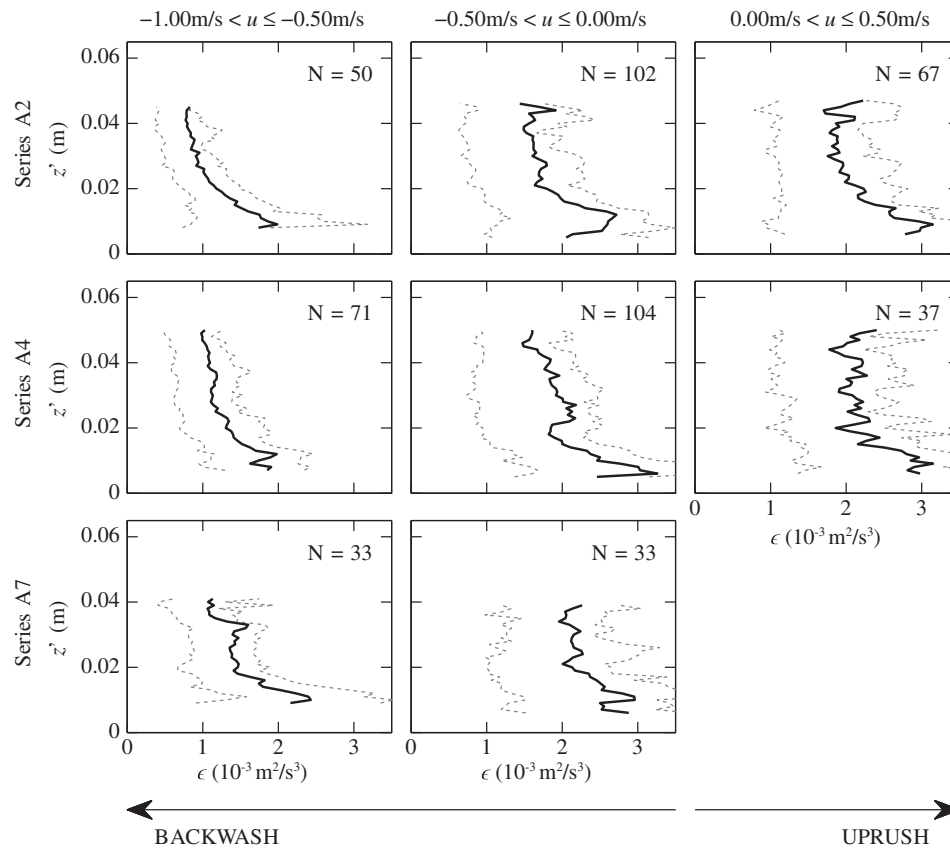 −1.00m/s < u ≤ −0.50m/s
−0.50m/s < u ≤ 0.00m/s
0.00m/s < u ≤ 0.50m/s
Series A2
z' (m)
0.06
0.04
0.02
0
N = 50
N = 102
N = 67
Series A4
z' (m)
0.06
0.04
0.02
0
N = 71
N = 104
N = 37
0 1 2 3
ϵ (10⁻³ m²/s³)
Series A7
z' (m)
0.06
0.04
0.02
0
N = 33
N = 33
0 1 2 3
0 1 2 3
ϵ (10⁻³ m²/s³)
ϵ (10⁻³ m²/s³)
BACKWASH
UPRUSH